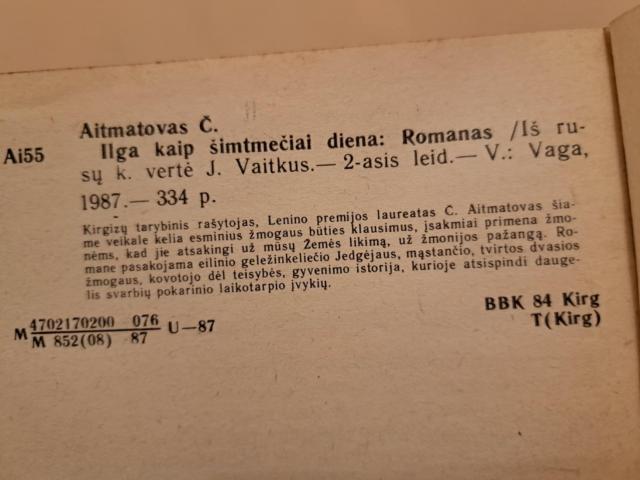 Aitmatovas Č.
Ai55 Ilga kaip šimtmečiai diena: Romanas /Iš ru-
sų k. vertė J. Vaitkus.— 2-asis leid.— V.: Vaga,
1987.— 334 p.
Kirgizų tarybinis rašytojas, Lenino premijos laureatas Č. Aitmatovas šia-
me veikale kelia esminius žmogaus būties klausimus, įsakmiai primena žmo-
nėms, kad jie atsakingi už mūsų Žemės likimą, už žmonijos pažangą. Ro-
mane pasakojama eilinio geležinkeliečio Jedgėjaus, mąstančio, tvirtos dvasios
žmogaus, kovotojo dėl teisybės, gyvenimo istorija, kurioje atsispindi dauge-
lis svarbių pokarinio laikotarpio įvykių.
M 4702170200 076 U—87
M 852(08) 87
BBK 84 Kirg
T(Kirg)